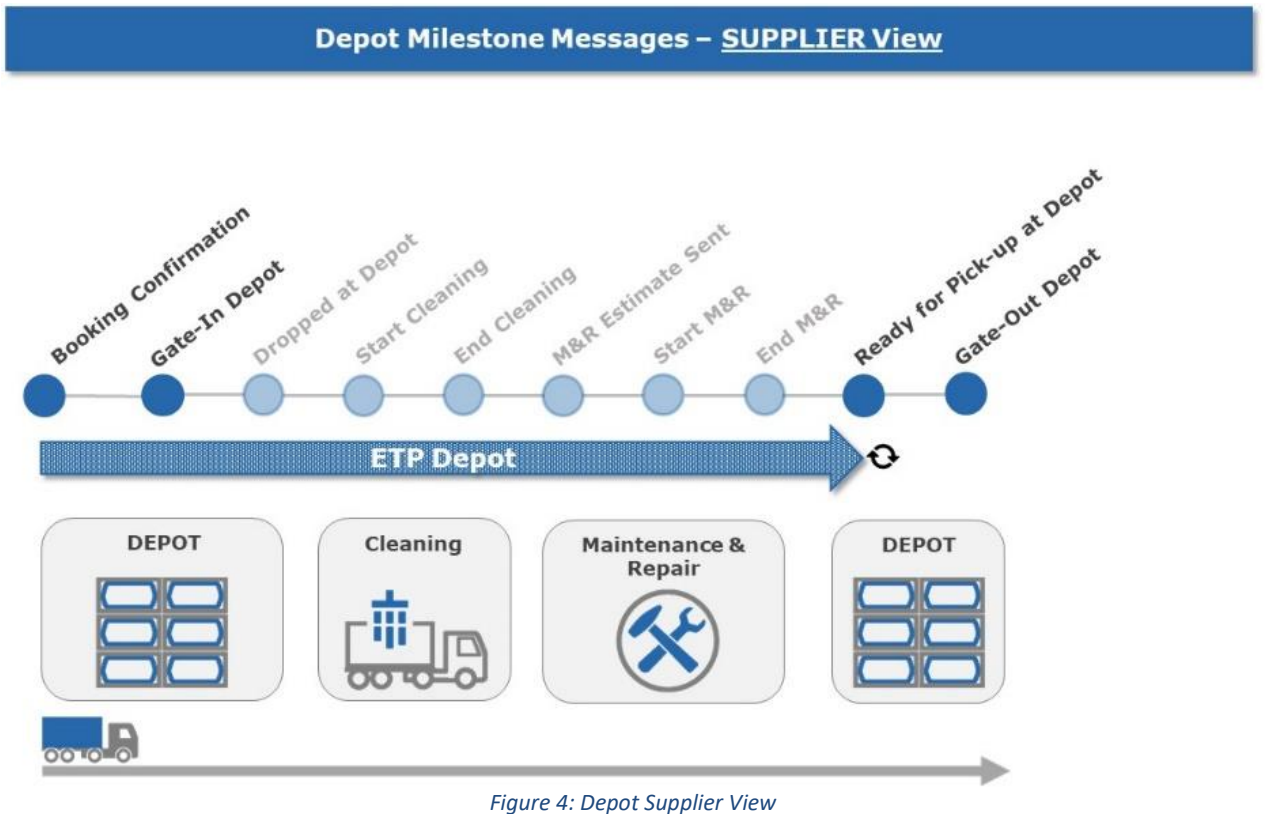 Depot Milestone Messages – SUPPLIER View
Booking Confirmation
Gate-In Depot
Dropped at Depot
Start Cleaning
End Cleaning
M&R Estimate Sent
Start M&R
End M&R
Ready for Pick-up at Depot
Gate-Out Depot
ETP Depot
DEPOT
Cleaning
Maintenance &
Repair
DEPOT
Figure 4: Depot Supplier View